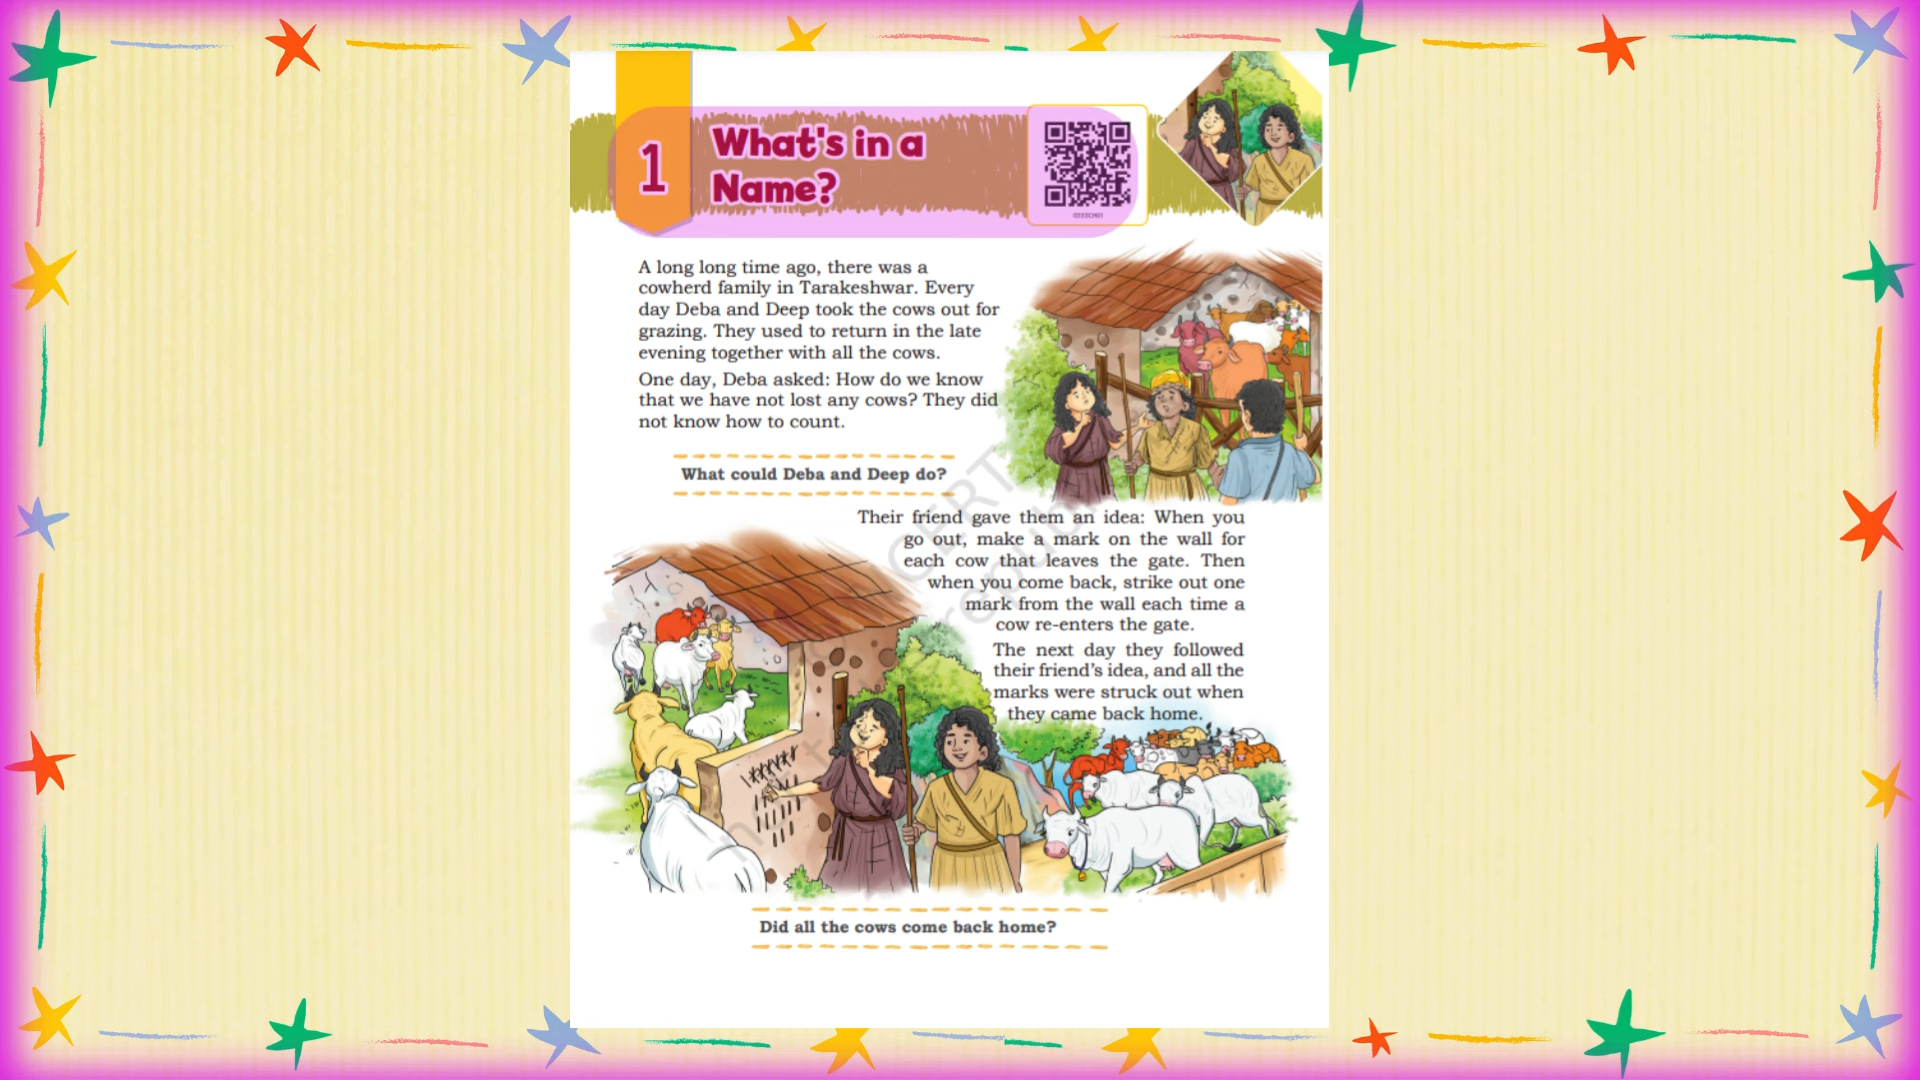 1
What's in a
Name?
0333CH01
A long long time ago, there was a
cowherd family in Tarakeshwar. Every
day Deba and Deep took the cows out for
grazing. They used to return in the late
evening together with all the cows.
One day, Deba asked: How do we know
that we have not lost any cows? They did
not know how to count.
What could Deba and Deep do?
Their friend gave them an idea: When you
go out, make a mark on the wall for
each cow that leaves the gate. Then
when you come back, strike out one
mark from the wall each time a
cow re-enters the gate.
The next day they followed
their friend's idea, and all the
marks were struck out when
they came back home.
Did all the cows come back home?